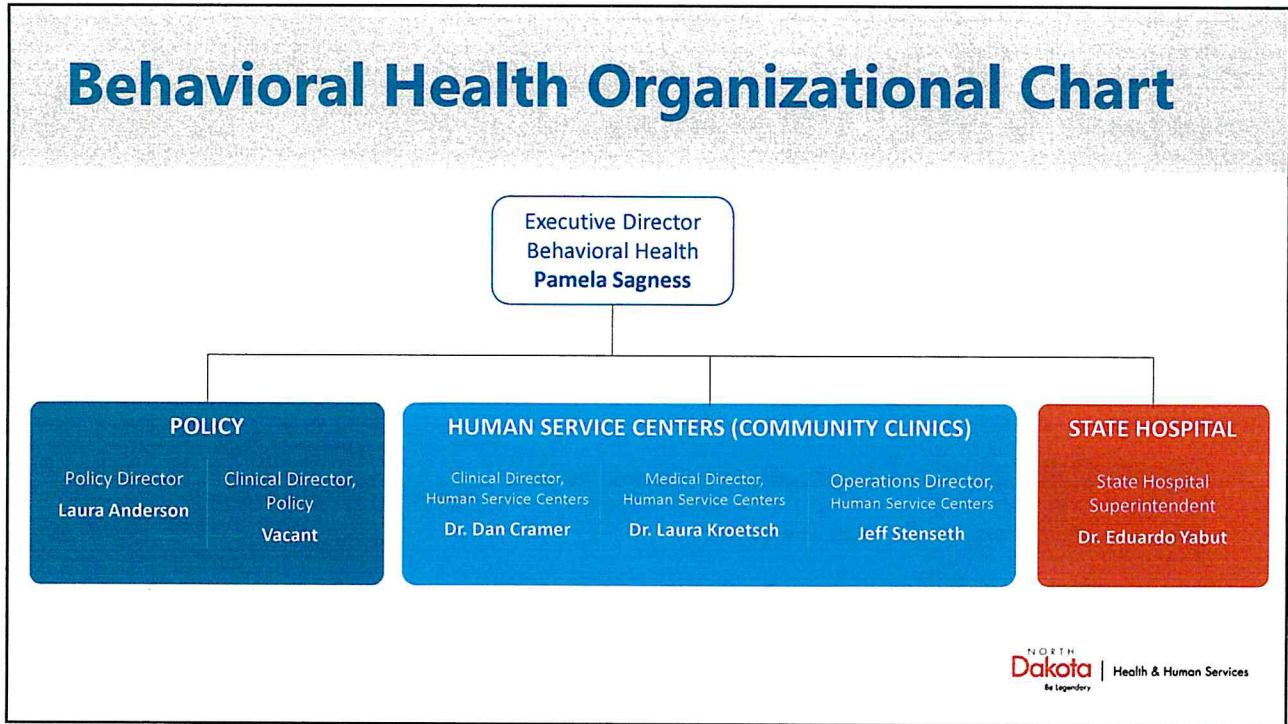 Behavioral Health Organizational Chart
Executive Director
Behavioral Health
Pamela Sagness
POLICY
Policy Director
Laura Anderson
Clinical Director,
Policy
Vacant
HUMAN SERVICE CENTERS (COMMUNITY CLINICS)
Clinical Director,
Human Service Centers
Dr. Dan Cramer
Medical Director,
Human Service Centers
Dr. Laura Kroetsch
Operations Director,
Human Service Centers
Jeff Stenseth
STATE HOSPITAL
State Hospital
Superintendent
Dr. Eduardo Yabut
NORTH
Dakota | Health & Human Services
Be Legendary